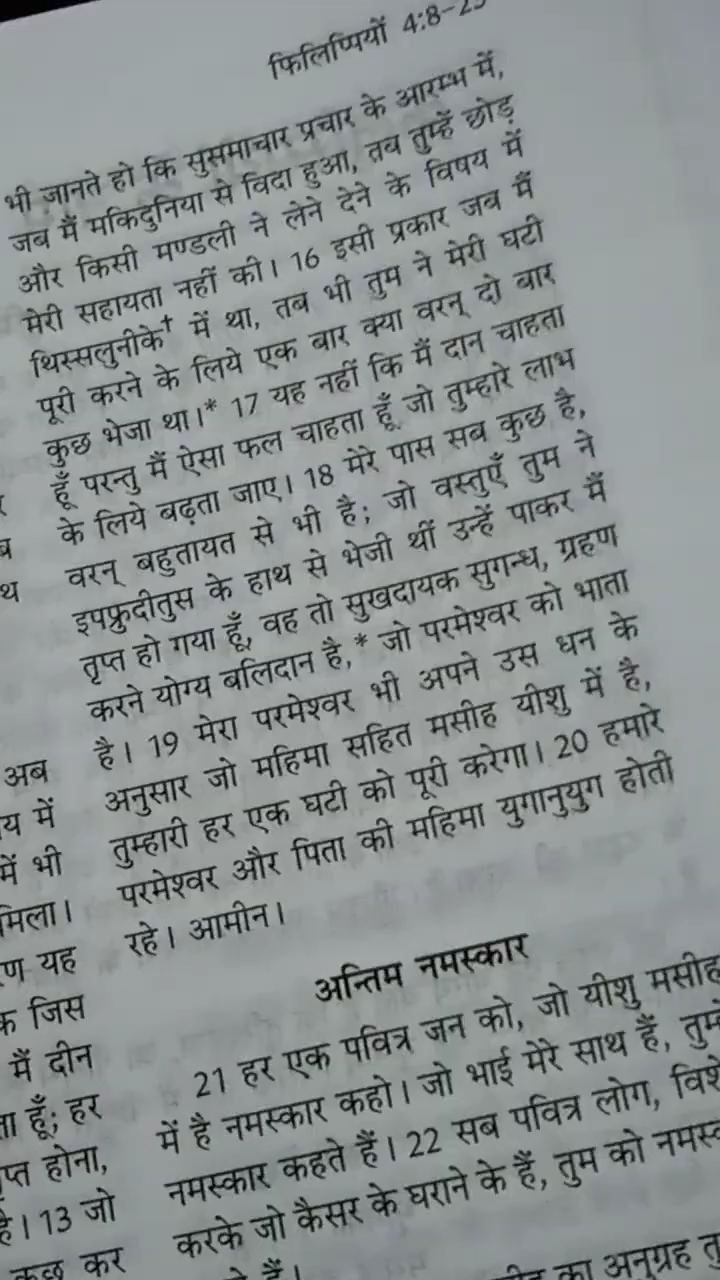 फिलिप्पियों 4:8-23
अब
य में
में भी
मिला।
ण यह
जिस
मैं दीन
ता हूँ; हर
प्त होना,
है। 13 जो
कुछ कर
भी जानते हो कि सुसमाचार प्रचार के आरम्भ में,
जब मैं मकिदुनिया से विदा हुआ, तब तुम्हें छोड़
और किसी मण्डली ने लेने देने के विषय में
मेरी सहायता नहीं की। 16 इसी प्रकार जब मैं
थिस्सलुनीके† में था, तब भी तुम ने मेरी घटी
पूरी करने के लिये एक बार क्या वरन् दो बार
कुछ भेजा था।* 17 यह नहीं कि मैं दान चाहता
हूँ परन्तु मैं ऐसा फल चाहता हूँ जो तुम्हारे लाभ
के लिये बढ़ता जाए। 18 मेरे पास सब कुछ है,
वरन् बहुतायत से भी है; जो वस्तुएँ तुम ने
इपफ्रुदीतुस के हाथ से भेजी थीं उन्हें पाकर मैं
तृप्त हो गया हूँ, वह तो सुखदायक सुगन्ध, ग्रहण
करने योग्य बलिदान है,* जो परमेश्वर को भाता
है। 19 मेरा परमेश्वर भी अपने उस धन के
अनुसार जो महिमा सहित मसीह यीशु में है,
तुम्हारी हर एक घटी को पूरी करेगा। 20 हमारे
परमेश्वर और पिता की महिमा युगानुयुग होती
रहे। आमीन।
अन्तिम नमस्कार
21 हर एक पवित्र जन को, जो यीशु मसीह
में है नमस्कार कहो। जो भाई मेरे साथ हैं, तुम्हें
नमस्कार कहते हैं। 22 सब पवित्र लोग, विशे
करके जो कैसर के घराने के हैं, तुम को नमस्क
हैं।
का अनुग्रह तु